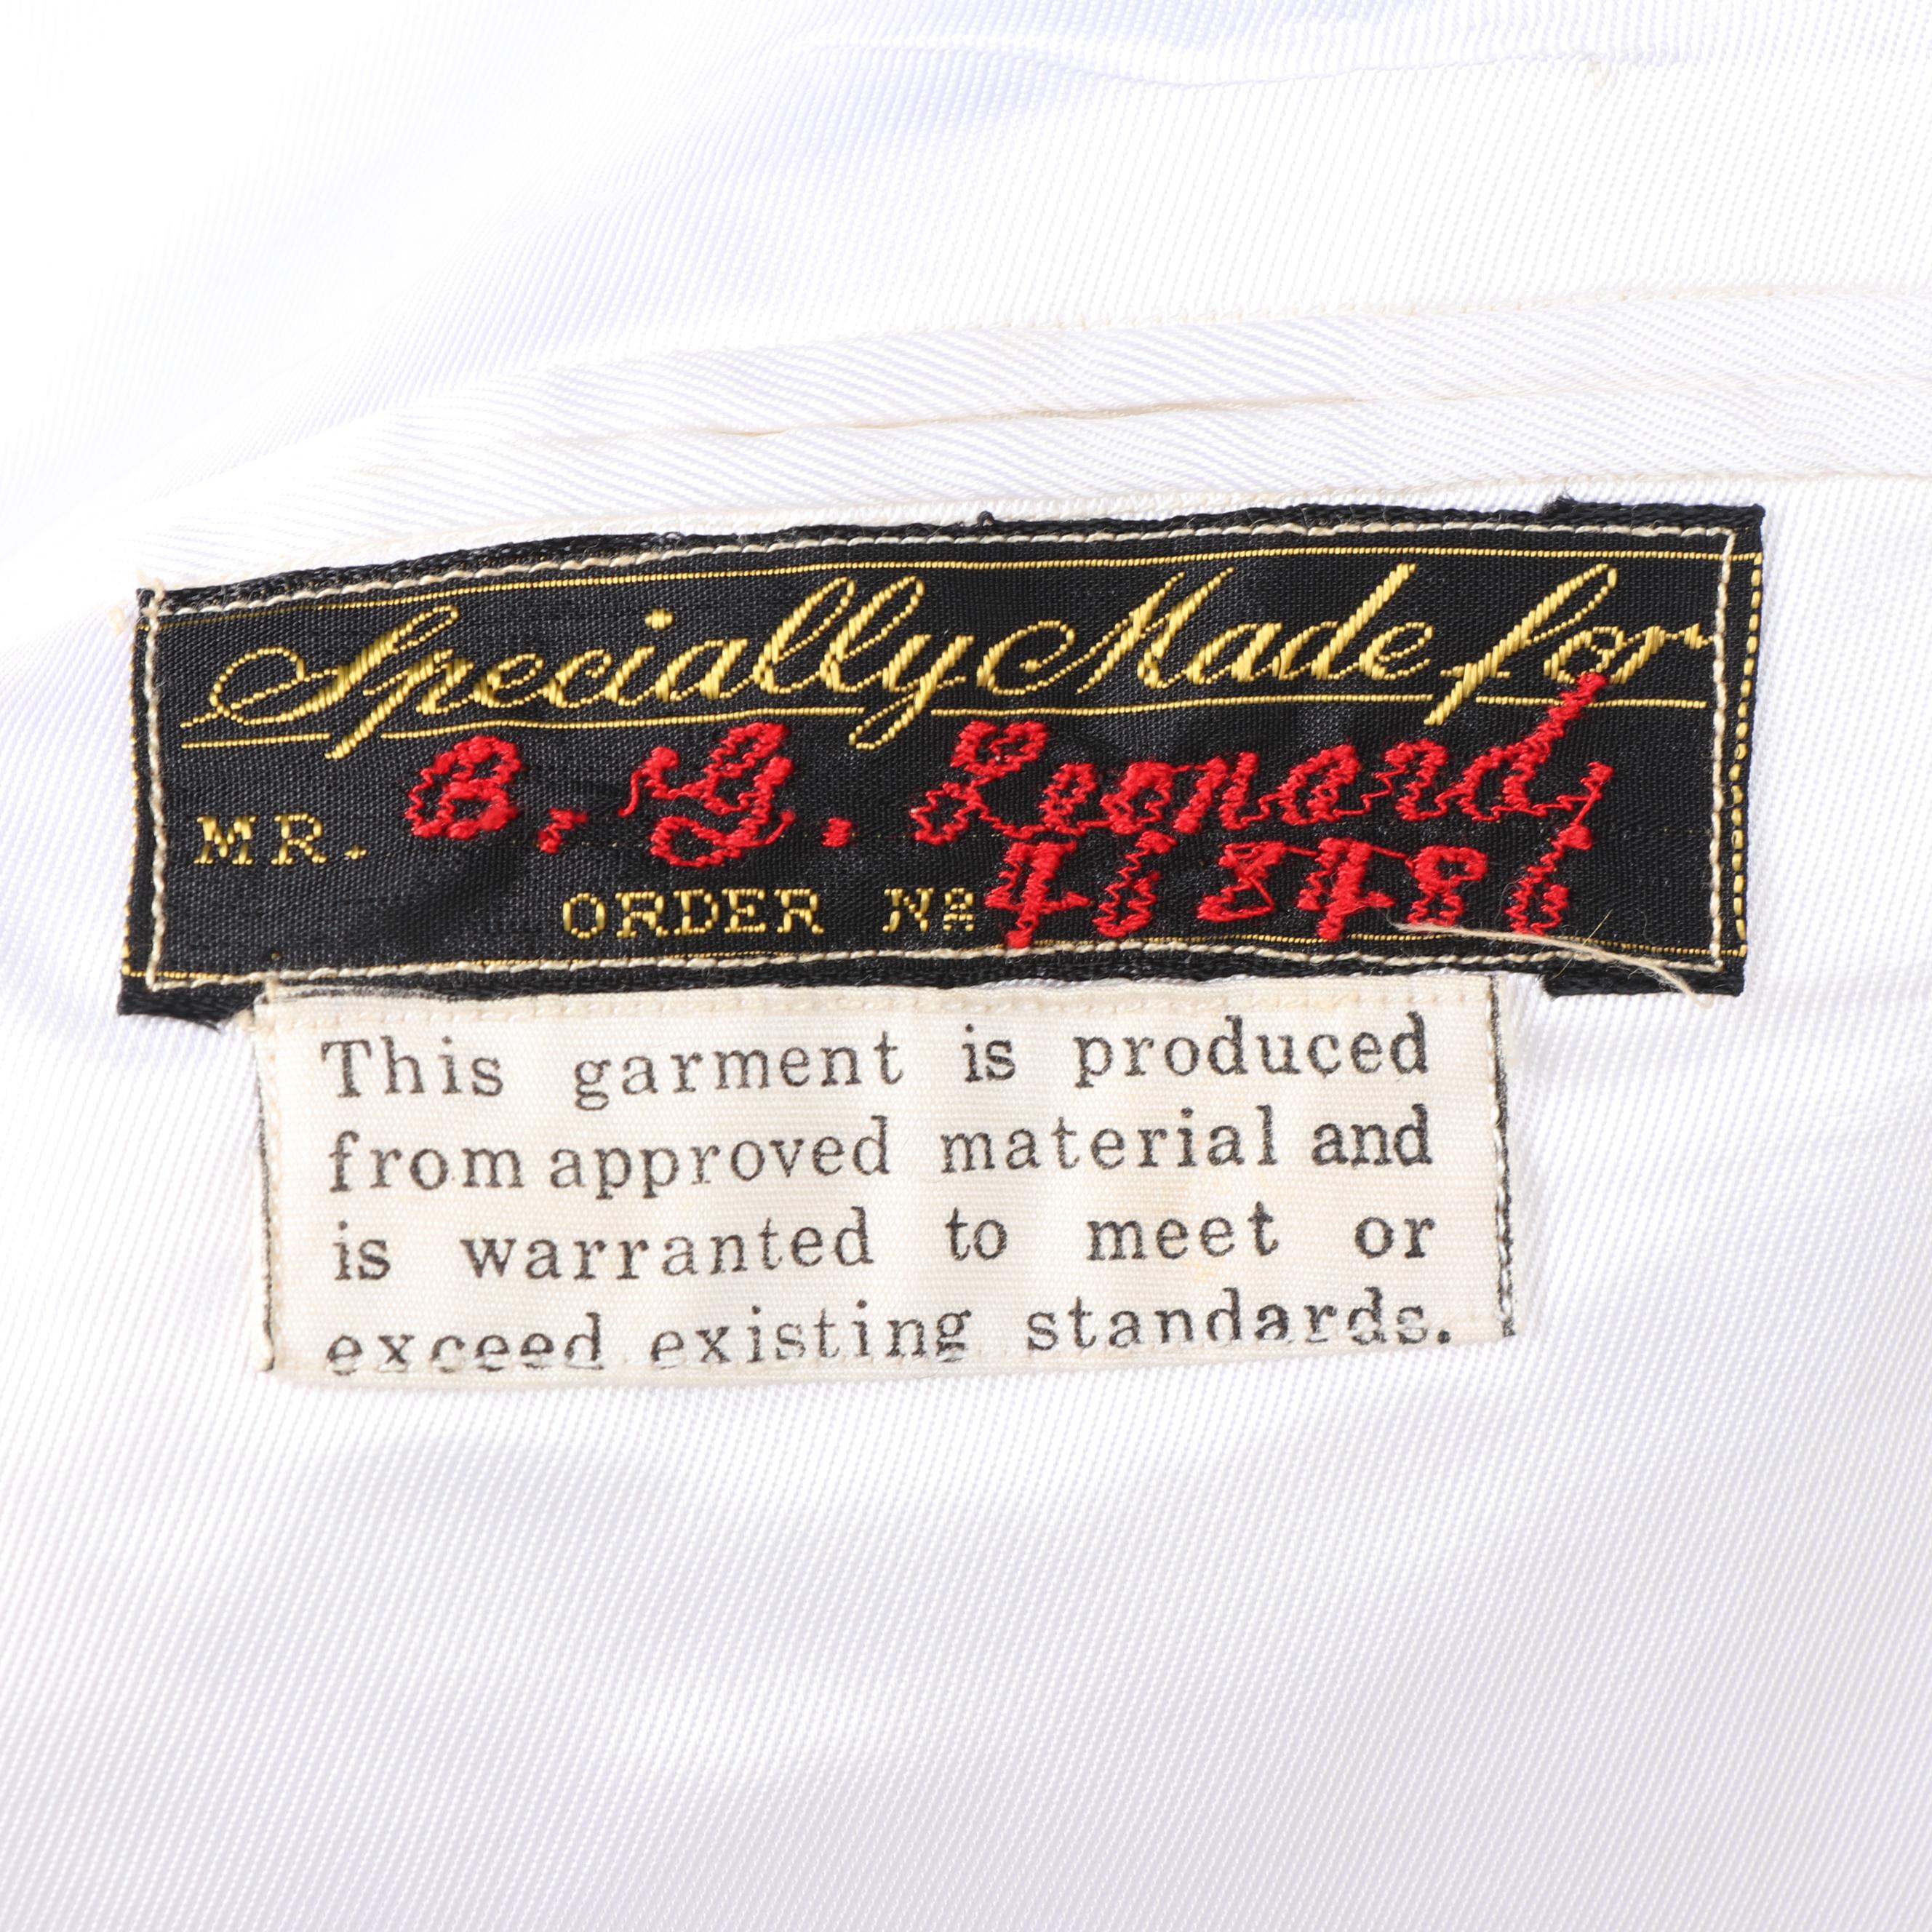 Specially Made for
MR. B. G. Leonard
ORDER No 468486
This garment is produced
from approved material and
is warranted to meet or
exceed existing standards.